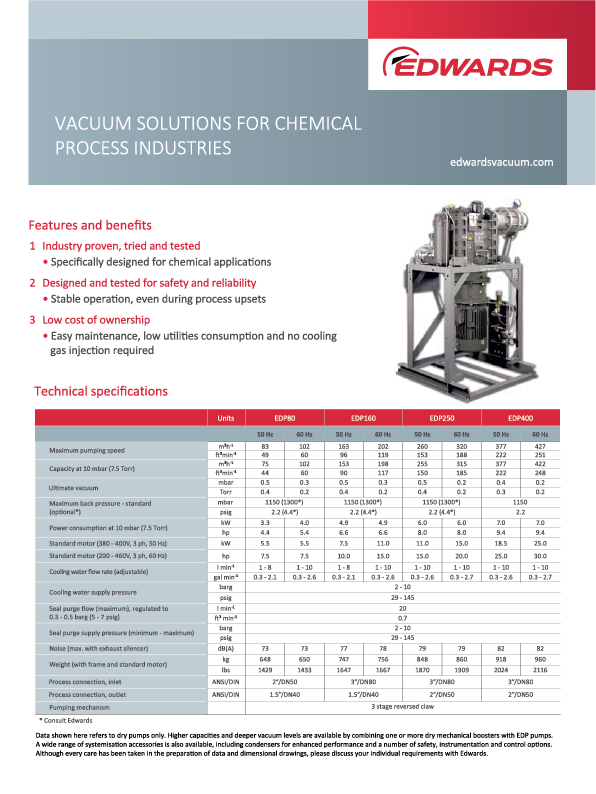 EDWARDS
VACUUM SOLUTIONS FOR CHEMICAL
PROCESS INDUSTRIES
edwardsvacuum.com
Features and benefits
1 Industry proven, tried and tested
• Specifically designed for chemical applications
2 Designed and tested for safety and reliability
• Stable operation, even during process upsets
3 Low cost of ownership
• Easy maintenance, low utilities consumption and no cooling
gas injection required
Technical specifications
Units EDP80 EDP160 EDP250 EDP400
50 Hz 60 Hz 50 Hz 60 Hz 50 Hz 60 Hz 50 Hz 60 Hz
Maximum pumping speed m³h⁻¹ 83 102 163 202 260 320 377 427
ft³min⁻¹ 49 60 96 119 153 188 222 251
Capacity at 10 mbar (7.5 Torr) m³h⁻¹ 75 102 153 198 255 315 377 422
ft³min⁻¹ 44 60 90 117 150 185 222 248
Ultimate vacuum mbar 0.5 0.3 0.5 0.3 0.5 0.2 0.4 0.2
Torr 0.4 0.2 0.4 0.2 0.4 0.2 0.3 0.2
Maximum back pressure - standard mbar 1150 (1300*) 1150 (1300*) 1150 (1300*) 1150
(optional*) psig 2.2 (4.4*) 2.2 (4.4*) 2.2 (4.4*) 2.2
Power consumption at 10 mbar (7.5 Torr) kW 3.3 4.0 4.9 4.9 6.0 6.0 7.0 7.0
hp 4.4 5.4 6.6 6.6 8.0 8.0 9.4 9.4
Standard motor (380 - 400V, 3 ph, 50 Hz) kW 5.5 5.5 7.5 11.0 11.0 15.0 18.5 25.0
Standard motor (200 - 460V, 3 ph, 60 Hz) hp 7.5 7.5 10.0 15.0 15.0 20.0 25.0 30.0
Cooling water flow rate (adjustable) l min⁻¹ 1 - 8 1 - 10 1 - 8 1 - 10 1 - 10 1 - 10 1 - 10 1 - 10
gal min⁻¹ 0.3 - 2.1 0.3 - 2.6 0.3 - 2.1 0.3 - 2.6 0.3 - 2.6 0.3 - 2.7 0.3 - 2.6 0.3 - 2.7
Cooling water supply pressure barg 2 - 10
psig 29 - 145
Seal purge flow (maximum), regulated to l min⁻¹ 20
0.3 - 0.5 barg (5 - 7 psig) ft³ min⁻¹ 0.7
Seal purge supply pressure (minimum - maximum) barg 2 - 10
psig 29 - 145
Noise (max. with exhaust silencer) dB(A) 73 73 77 78 79 79 82 82
Weight (with frame and standard motor) kg 648 650 747 756 848 860 918 960
lbs 1429 1433 1647 1667 1870 1909 2024 2116
Process connection, inlet ANSI/DIN 2"/DN50 3"/DN80 3"/DN80 3"/DN80
Process connection, outlet ANSI/DIN 1.5"/DN40 1.5"/DN40 2"/DN50 2"/DN50
Pumping mechanism 3 stage reversed claw
* Consult Edwards
Data shown here refers to dry pumps only. Higher capacities and deeper vacuum levels are available by combining one or more dry mechanical boosters with EDP pumps.
A wide range of systemisation accessories is also available, including condensers for enhanced performance and a number of safety, instrumentation and control options.
Although every care has been taken in the preparation of data and dimensional drawings, please discuss your individual requirements with Edwards.